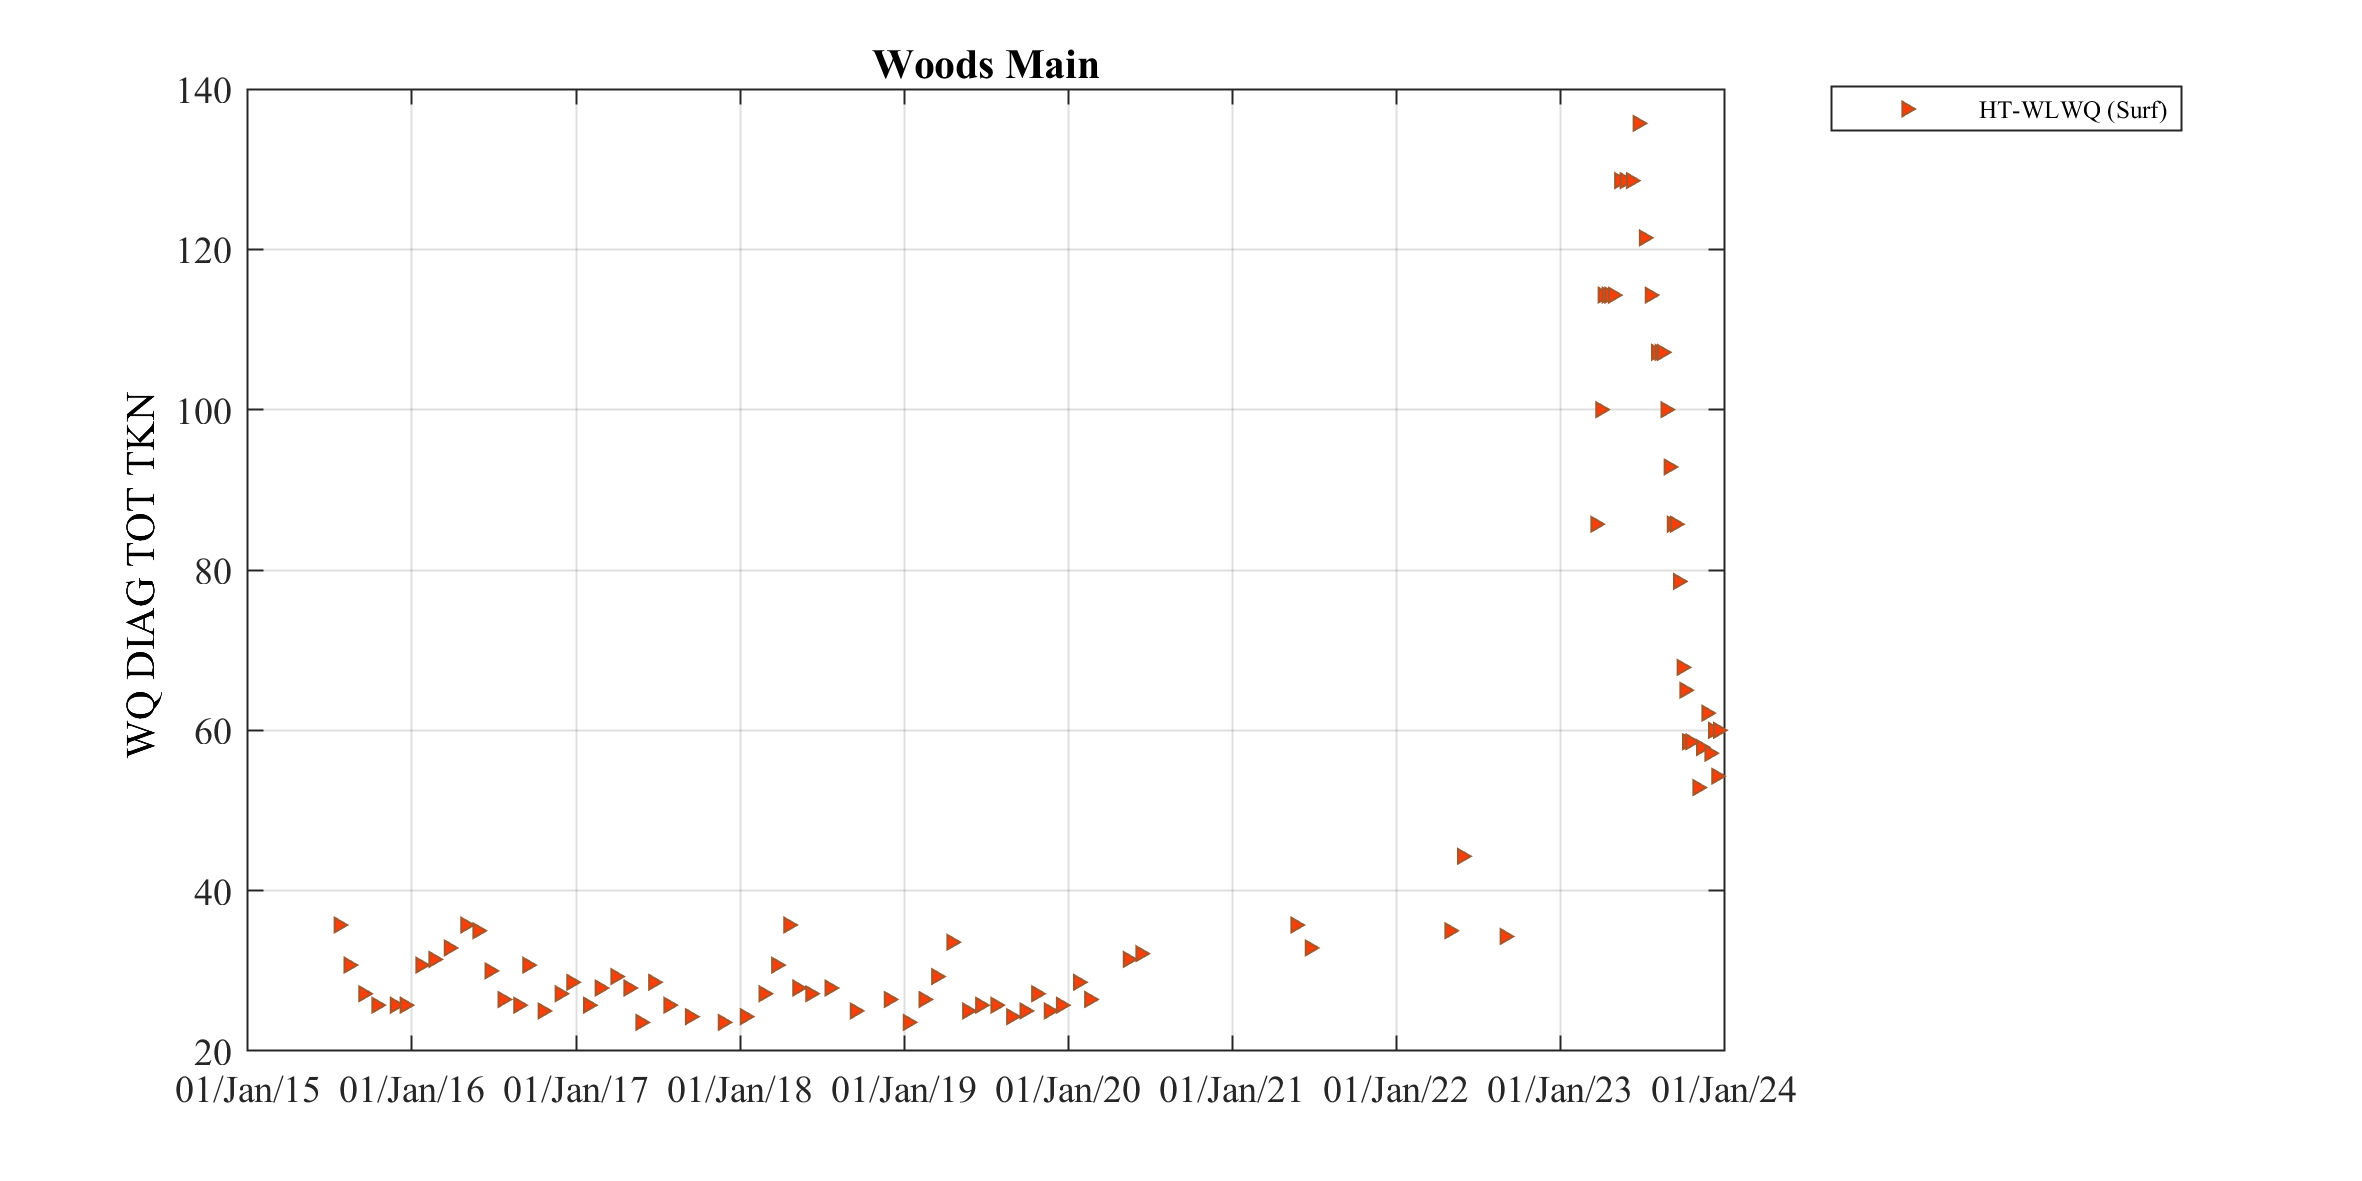 Woods Main
HT-WLWQ (Surf)
WQ DIAG TOT TKN
140
120
100
80
60
40
20
01/Jan/15 01/Jan/16 01/Jan/17 01/Jan/18 01/Jan/19 01/Jan/20 01/Jan/21 01/Jan/22 01/Jan/23 01/Jan/24